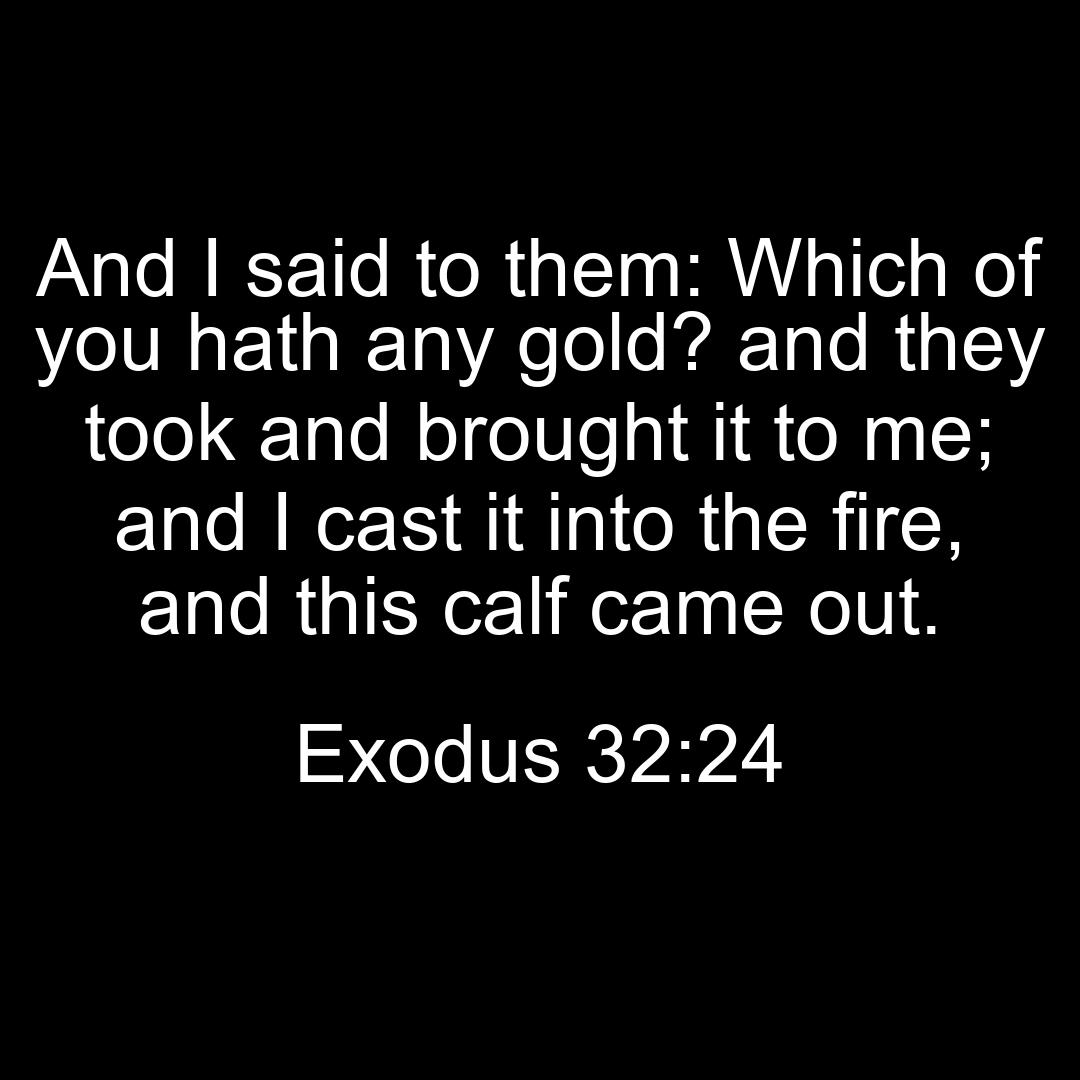 And I said to them: Which of
you hath any gold? and they
took and brought it to me;
and I cast it into the fire,
and this calf came out.
Exodus 32:24